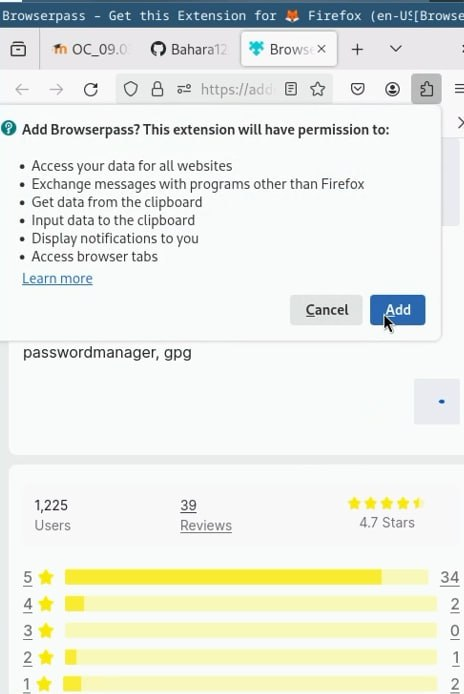 Browserpass – Get this Extension for 🦊 Firefox (en-US[Browse
OC_09.0
Bahara12
Brows
https://add
Add Browserpass? This extension will have permission to:
• Access your data for all websites
• Exchange messages with programs other than Firefox
• Get data from the clipboard
• Input data to the clipboard
• Display notifications to you
• Access browser tabs
Learn more
Cancel
Add
passwordmanager, gpg
1,225
Users
39
Reviews
4.7 Stars
5 34
4 2
3 0
2 1
1 2